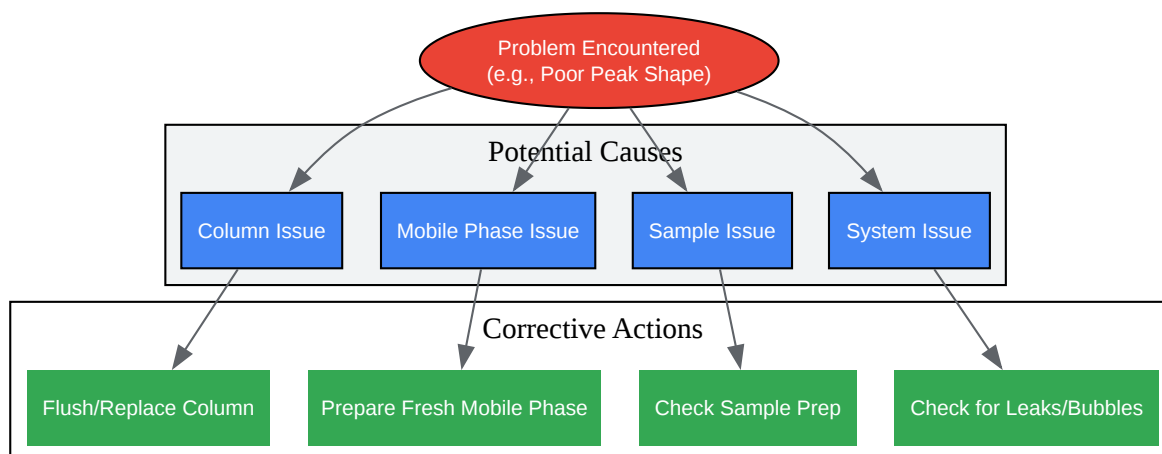 Problem Encountered
(e.g., Poor Peak Shape)
Potential Causes
Column Issue
Mobile Phase Issue
Sample Issue
System Issue
Corrective Actions
Flush/Replace Column
Prepare Fresh Mobile Phase
Check Sample Prep
Check for Leaks/Bubbles